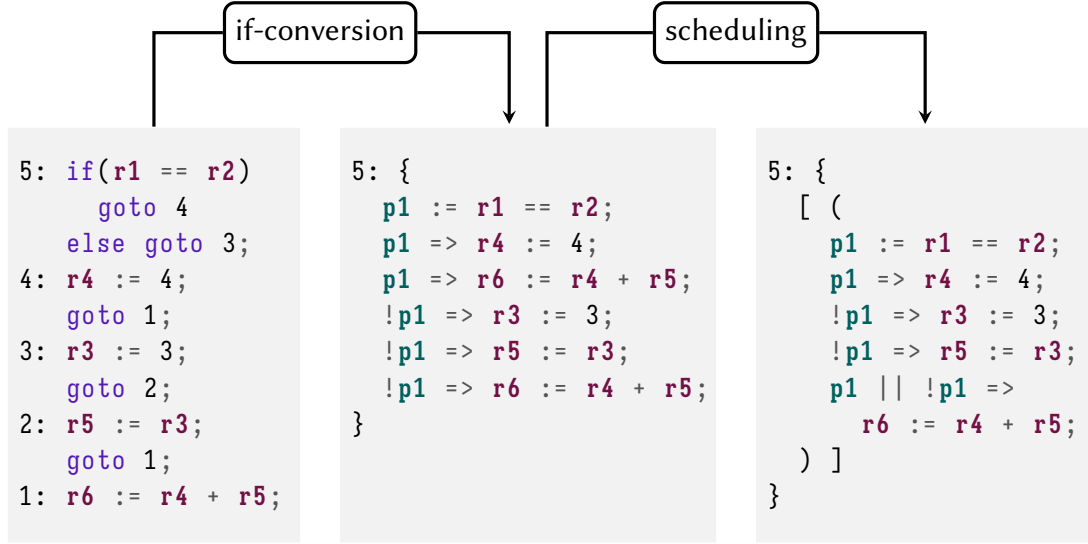 if-conversion
scheduling
5: if(r1 == r2)
goto 4
else goto 3;
4: r4 := 4;
goto 1;
3: r3 := 3;
goto 2;
2: r5 := r3;
goto 1;
1: r6 := r4 + r5;
5: {
p1 := r1 == r2;
p1 => r4 := 4;
p1 => r6 := r4 + r5;
!p1 => r3 := 3;
!p1 => r5 := r3;
!p1 => r6 := r4 + r5;
}
5: {
[ (
p1 := r1 == r2;
p1 => r4 := 4;
!p1 => r3 := 3;
!p1 => r5 := r3;
p1 || !p1 =>
r6 := r4 + r5;
) ]
}